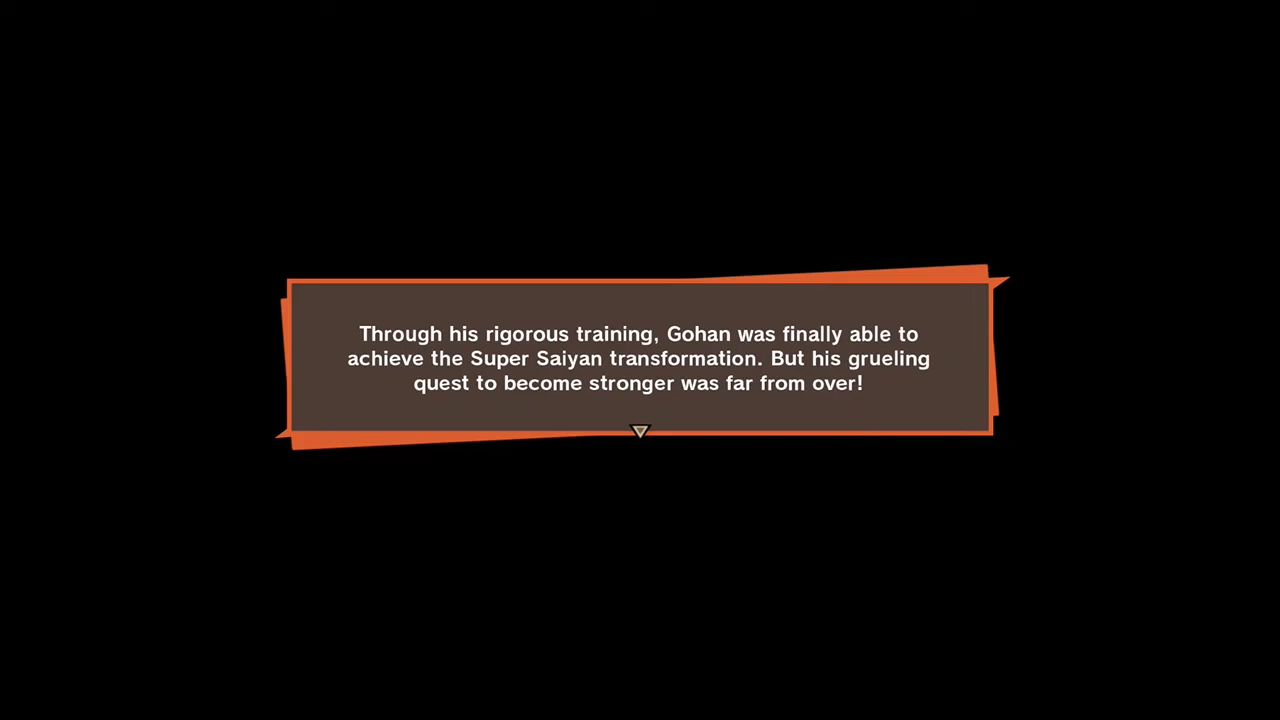 Through his rigorous training, Gohan was finally able to
achieve the Super Saiyan transformation. But his grueling
quest to become stronger was far from over!